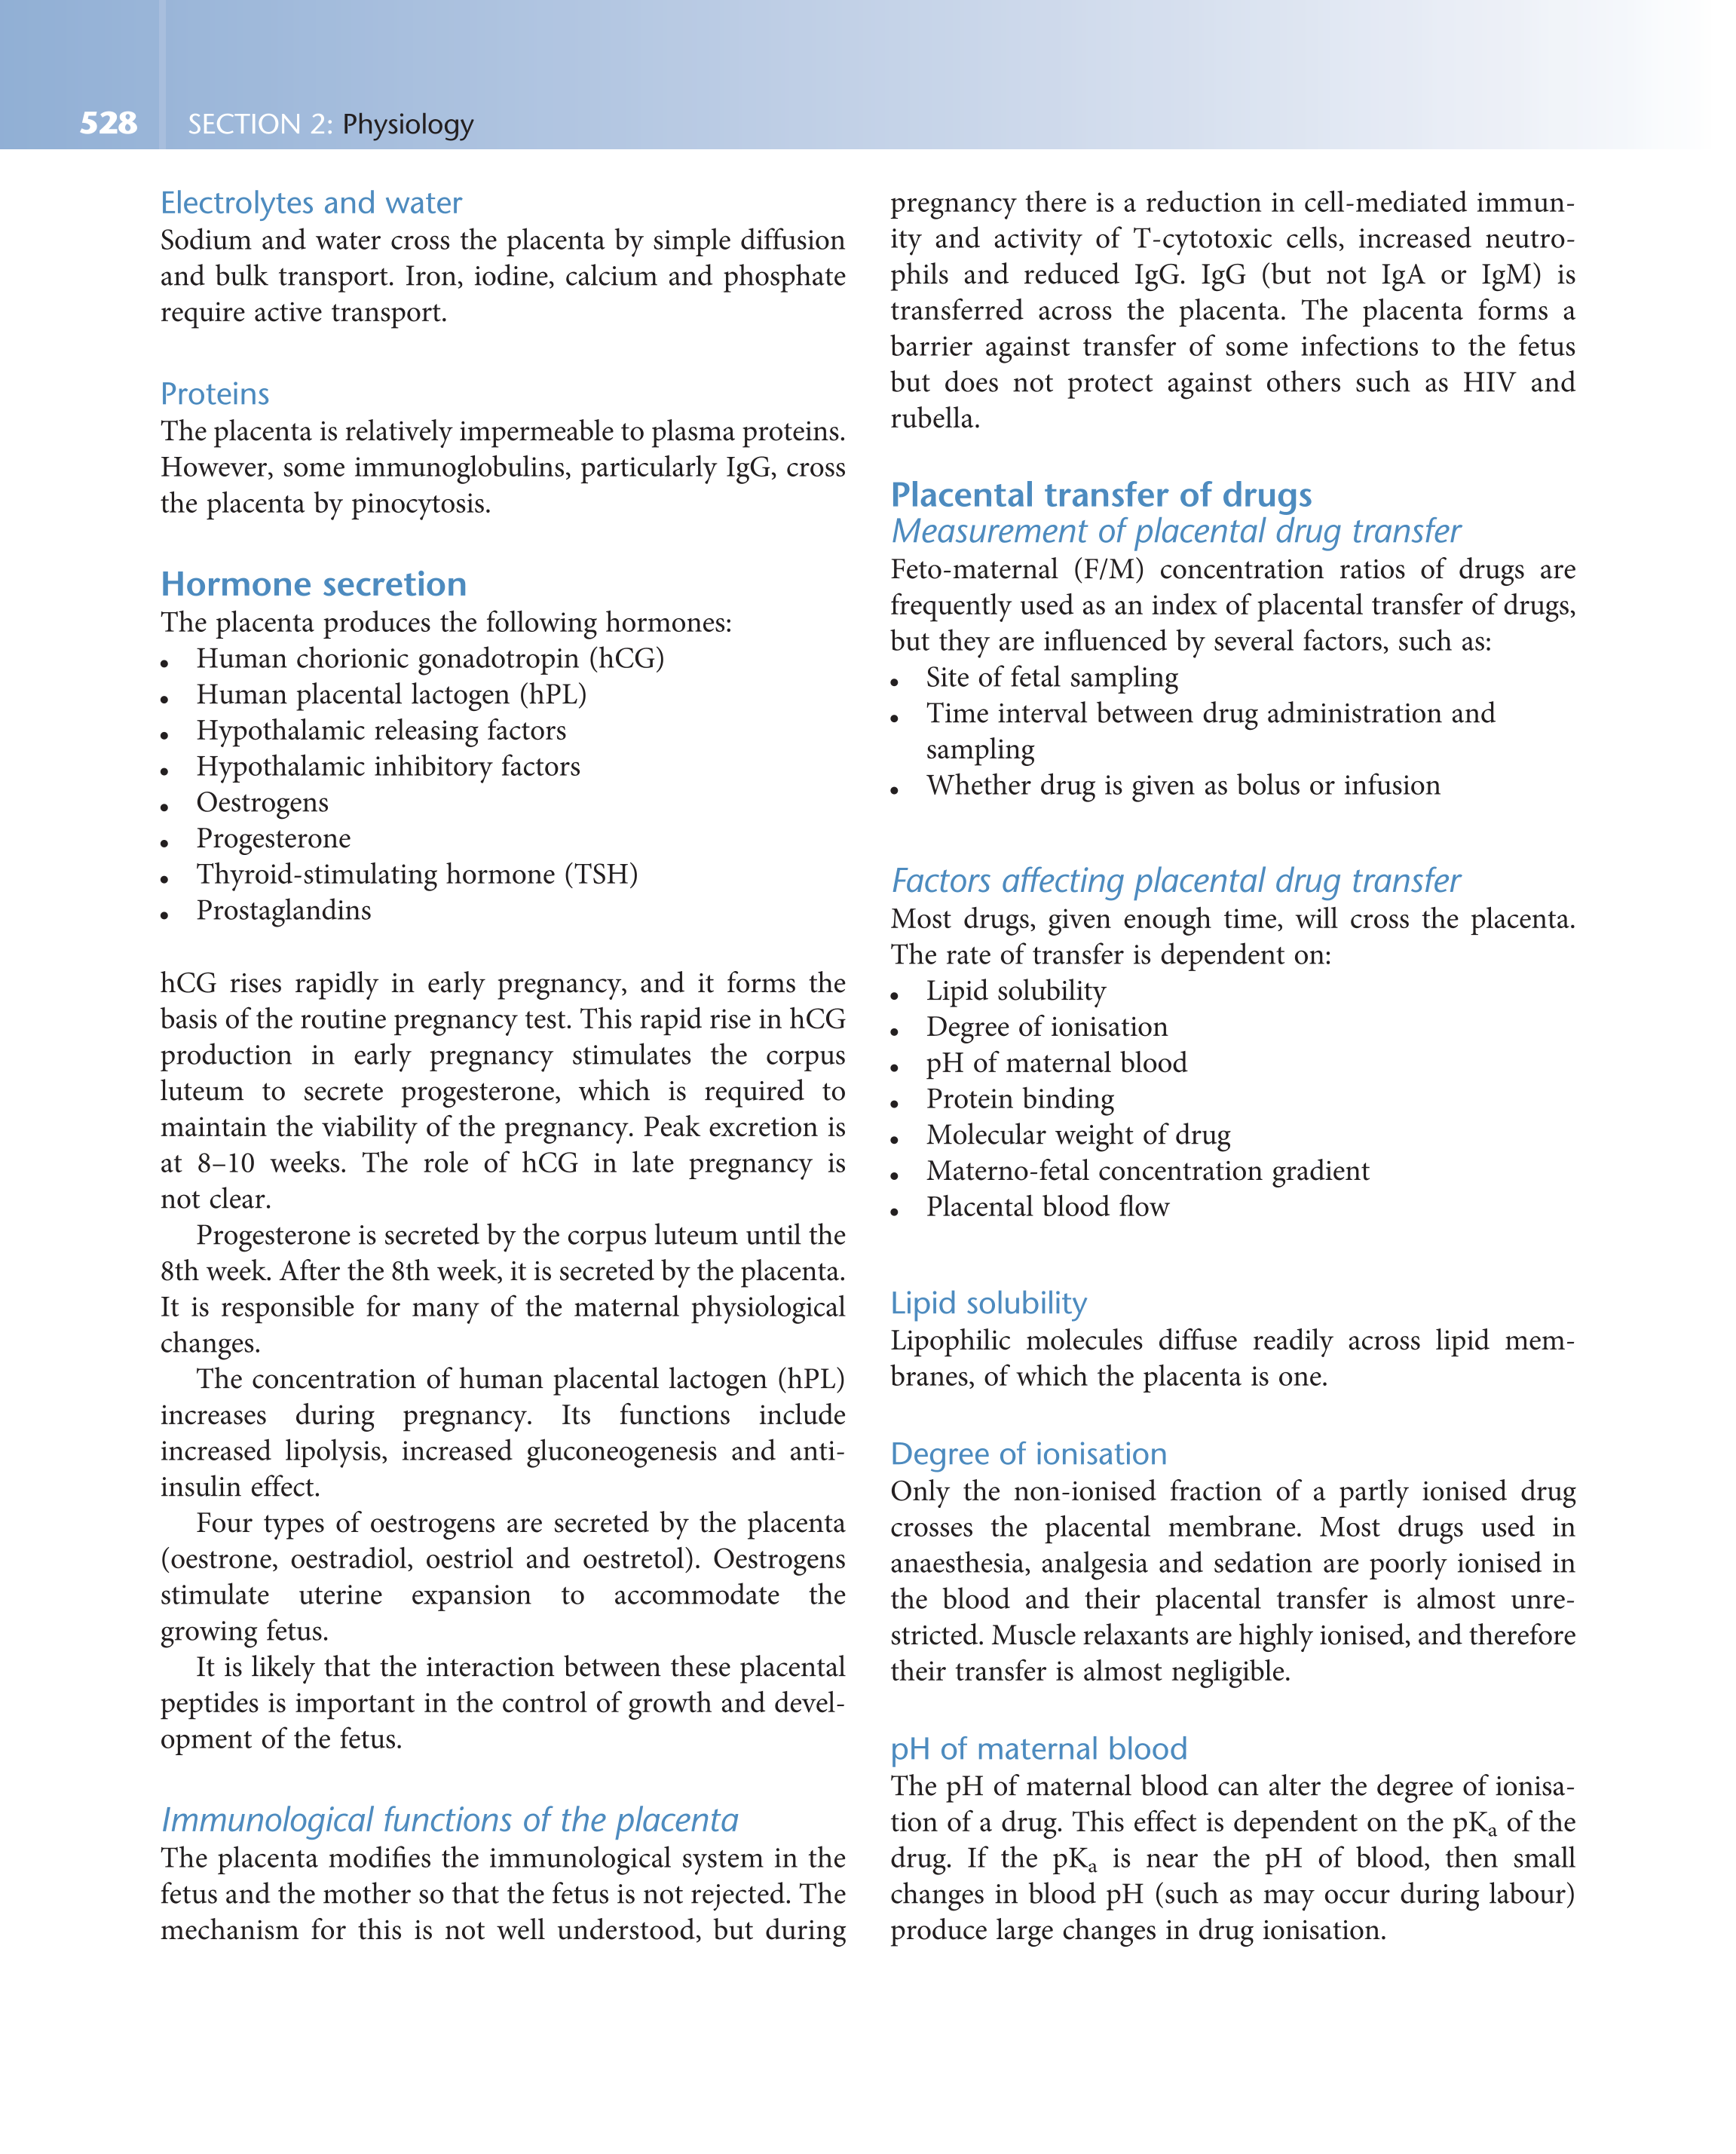 528 SECTION 2: Physiology
Electrolytes and water
Sodium and water cross the placenta by simple diffusion
and bulk transport. Iron, iodine, calcium and phosphate
require active transport.
Proteins
The placenta is relatively impermeable to plasma proteins.
However, some immunoglobulins, particularly IgG, cross
the placenta by pinocytosis.
Hormone secretion
The placenta produces the following hormones:
• Human chorionic gonadotropin (hCG)
• Human placental lactogen (hPL)
• Hypothalamic releasing factors
• Hypothalamic inhibitory factors
• Oestrogens
• Progesterone
• Thyroid-stimulating hormone (TSH)
• Prostaglandins
hCG rises rapidly in early pregnancy, and it forms the
basis of the routine pregnancy test. This rapid rise in hCG
production in early pregnancy stimulates the corpus
luteum to secrete progesterone, which is required to
maintain the viability of the pregnancy. Peak excretion is
at 8–10 weeks. The role of hCG in late pregnancy is
not clear.
Progesterone is secreted by the corpus luteum until the
8th week. After the 8th week, it is secreted by the placenta.
It is responsible for many of the maternal physiological
changes.
The concentration of human placental lactogen (hPL)
increases during pregnancy. Its functions include
increased lipolysis, increased gluconeogenesis and anti-
insulin effect.
Four types of oestrogens are secreted by the placenta
(oestrone, oestradiol, oestriol and oestretol). Oestrogens
stimulate uterine expansion to accommodate the
growing fetus.
It is likely that the interaction between these placental
peptides is important in the control of growth and devel-
opment of the fetus.
Immunological functions of the placenta
The placenta modifies the immunological system in the
fetus and the mother so that the fetus is not rejected. The
mechanism for this is not well understood, but during
pregnancy there is a reduction in cell-mediated immun-
ity and activity of T-cytotoxic cells, increased neutro-
phils and reduced IgG. IgG (but not IgA or IgM) is
transferred across the placenta. The placenta forms a
barrier against transfer of some infections to the fetus
but does not protect against others such as HIV and
rubella.
Placental transfer of drugs
Measurement of placental drug transfer
Feto-maternal (F/M) concentration ratios of drugs are
frequently used as an index of placental transfer of drugs,
but they are influenced by several factors, such as:
• Site of fetal sampling
• Time interval between drug administration and
sampling
• Whether drug is given as bolus or infusion
Factors affecting placental drug transfer
Most drugs, given enough time, will cross the placenta.
The rate of transfer is dependent on:
• Lipid solubility
• Degree of ionisation
• pH of maternal blood
• Protein binding
• Molecular weight of drug
• Materno-fetal concentration gradient
• Placental blood flow
Lipid solubility
Lipophilic molecules diffuse readily across lipid mem-
branes, of which the placenta is one.
Degree of ionisation
Only the non-ionised fraction of a partly ionised drug
crosses the placental membrane. Most drugs used in
anaesthesia, analgesia and sedation are poorly ionised in
the blood and their placental transfer is almost unre-
stricted. Muscle relaxants are highly ionised, and therefore
their transfer is almost negligible.
pH of maternal blood
The pH of maternal blood can alter the degree of ionisa-
tion of a drug. This effect is dependent on the pKₐ of the
drug. If the pKₐ is near the pH of blood, then small
changes in blood pH (such as may occur during labour)
produce large changes in drug ionisation.